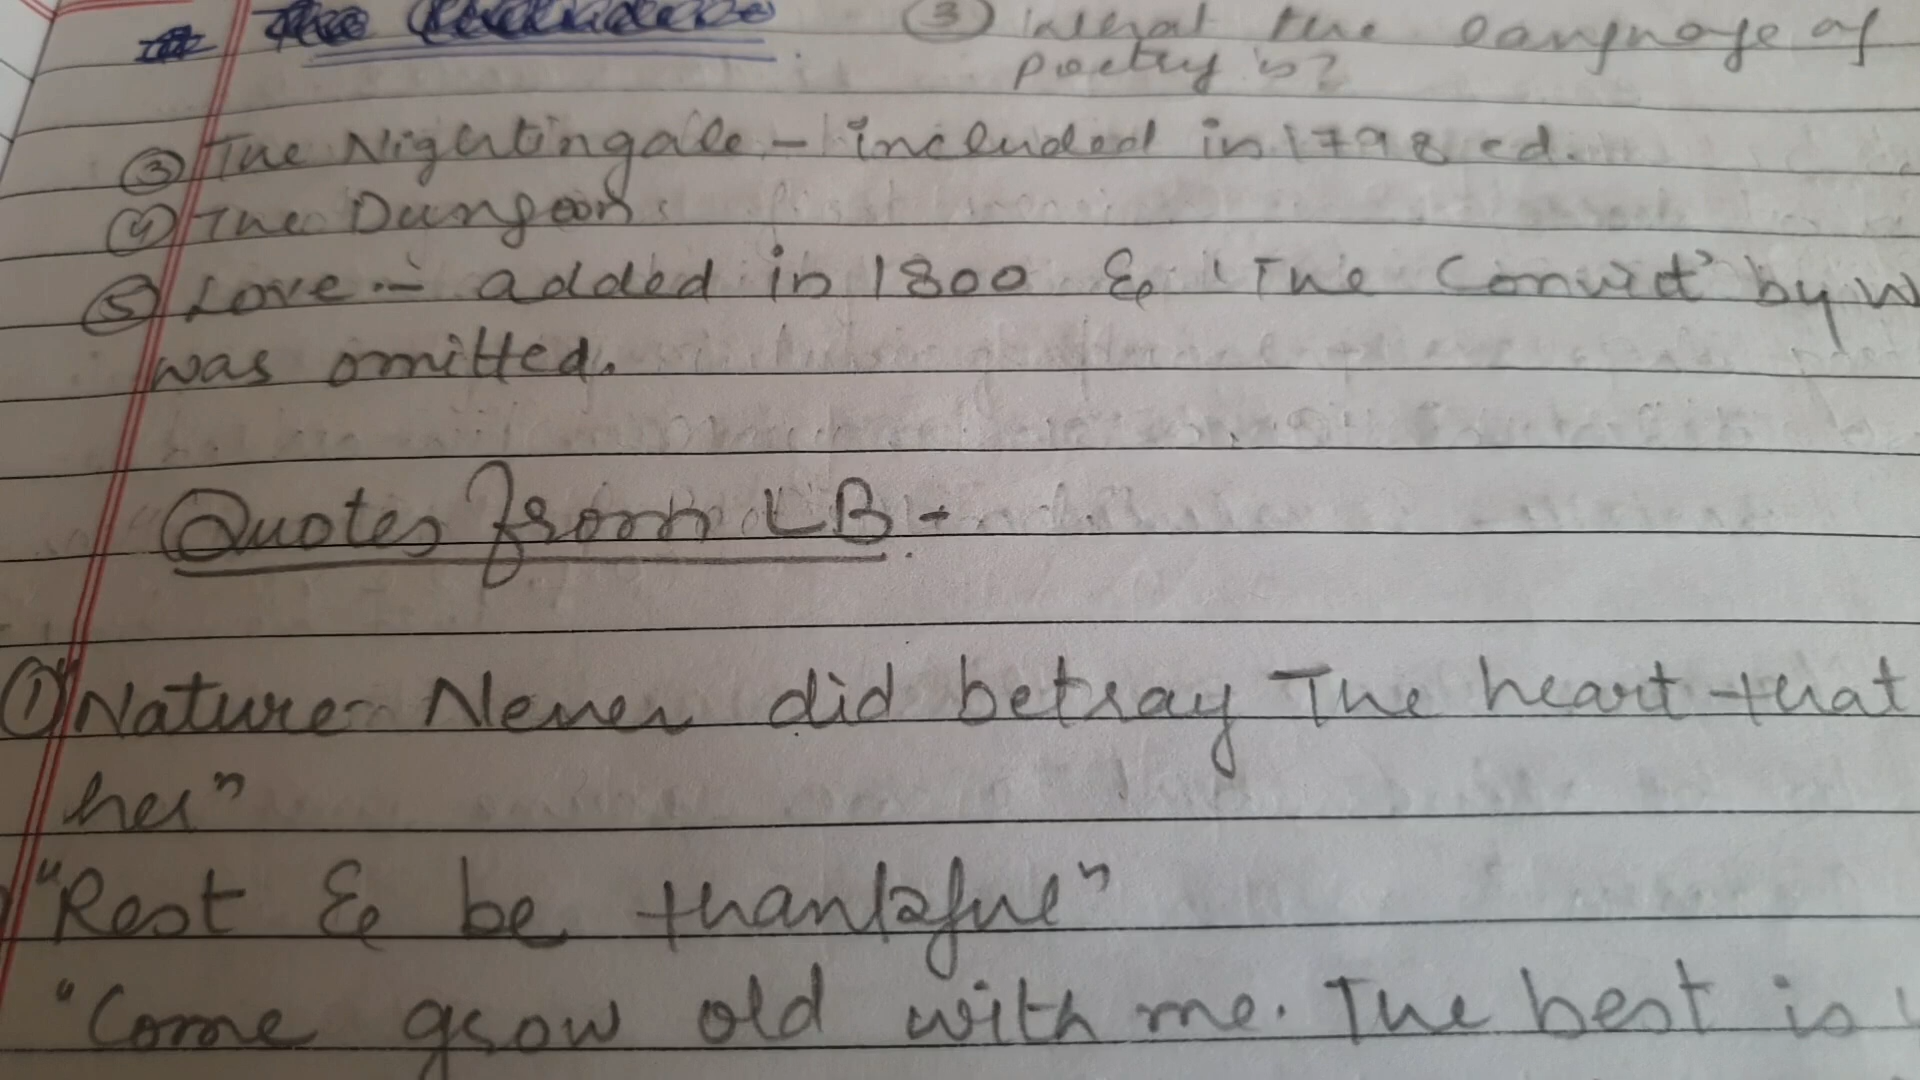 ③ What the language of
poetry is?
③ The Nightingale - included in 1798 ed.
④ The Dungeon.
⑤ Love :- added in 1800 & 'The Convict' by W
was omitted.
Quotes from LB -
① "Nature Never did betray The heart that
her"
"Rest & be thankful"
"Come grow old with me. The best is